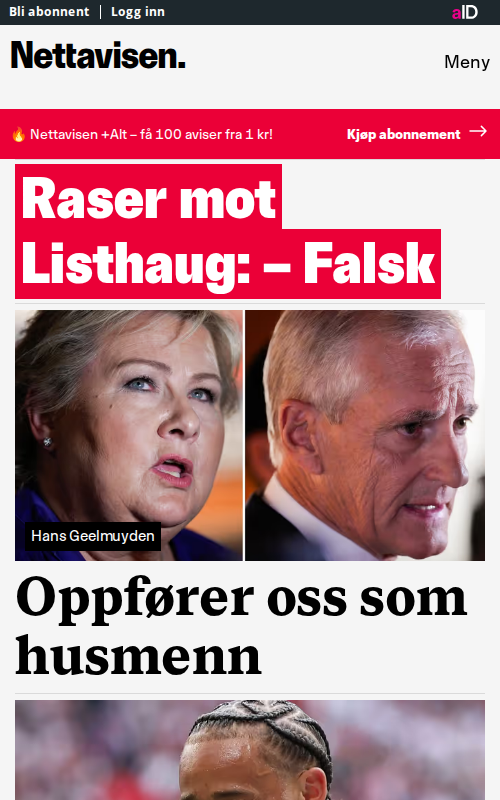 Bli abonnent | Logg inn
aID
Nettavisen.
Meny
🔥 Nettavisen +Alt – få 100 aviser fra 1 kr!
Kjøp abonnement →
Raser mot
Listhaug: – Falsk
Hans Geelmuyden
Oppfører oss som
husmenn